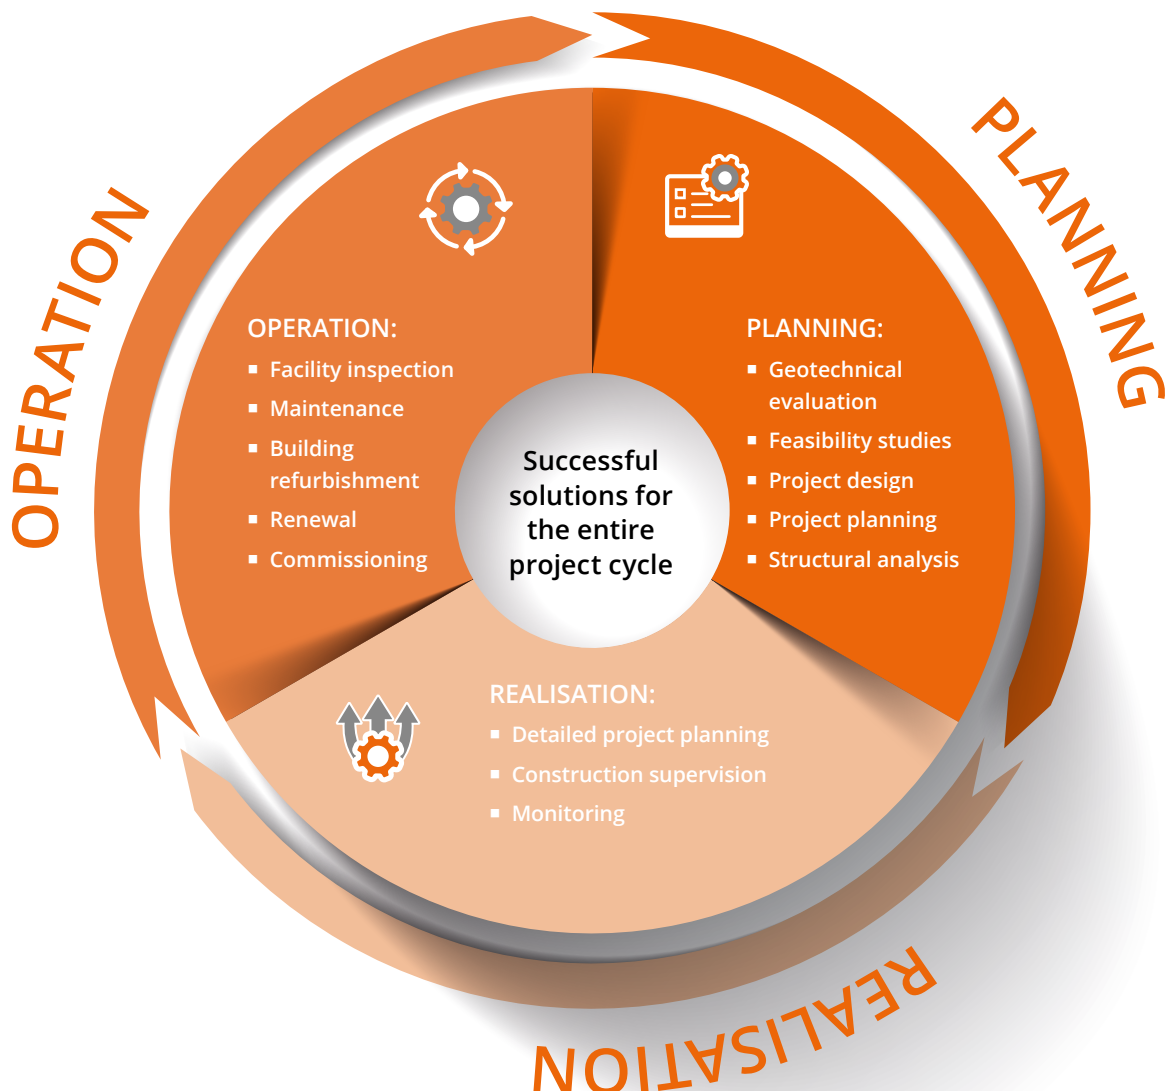 OPERATION
PLANNING
OPERATION:
▪ Facility inspection
▪ Maintenance
▪ Building
refurbishment
▪ Renewal
▪ Commissioning
PLANNING:
▪ Geotechnical
evaluation
▪ Feasibility studies
▪ Project design
▪ Project planning
▪ Structural analysis
Successful
solutions for
the entire
project cycle
REALISATION:
▪ Detailed project planning
▪ Construction supervision
▪ Monitoring
REALISATION